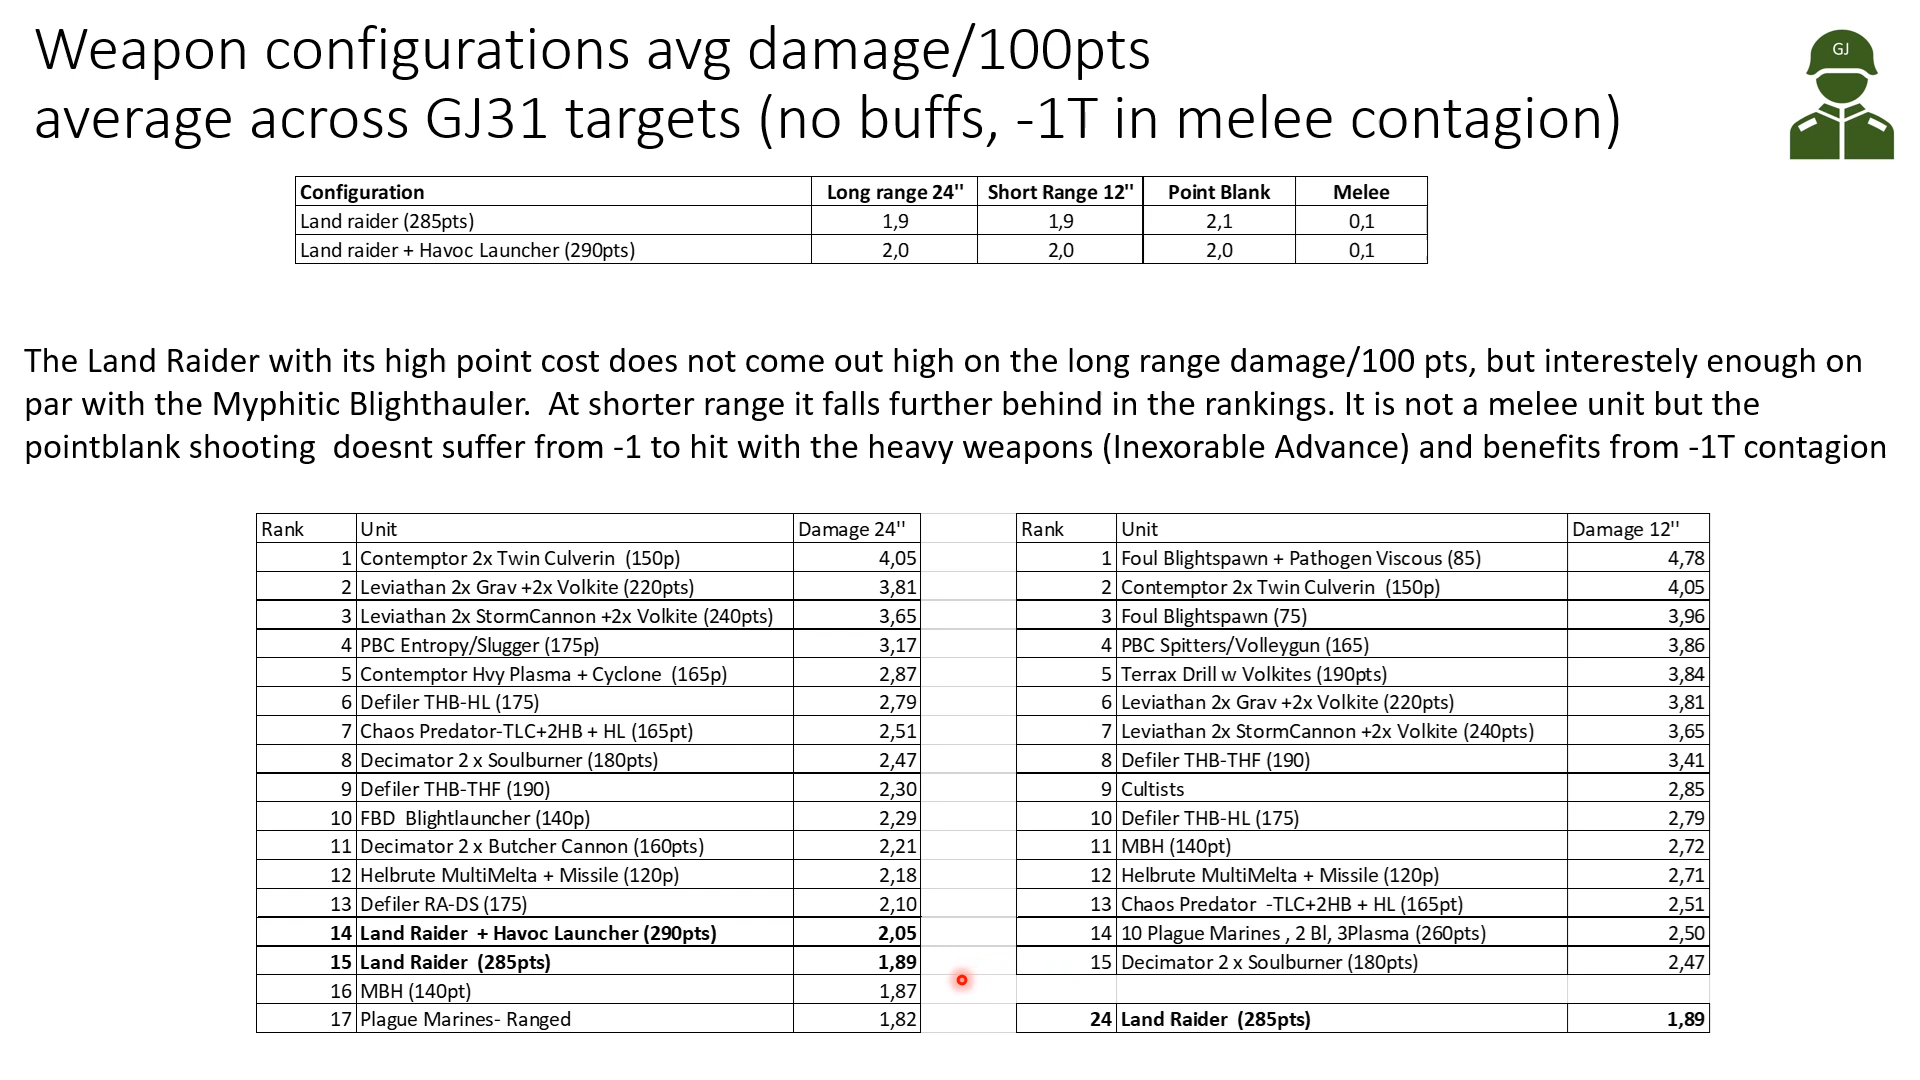 Weapon configurations avg damage/100pts
average across GJ31 targets (no buffs, -1T in melee contagion)
GJ
Configuration Long range 24'' Short Range 12'' Point Blank Melee
Land raider (285pts) 1,9 1,9 2,1 0,1
Land raider + Havoc Launcher (290pts) 2,0 2,0 2,0 0,1
The Land Raider with its high point cost does not come out high on the long range damage/100 pts, but interestely enough on
par with the Myphitic Blighthauler.  At shorter range it falls further behind in the rankings. It is not a melee unit but the
pointblank shooting  doesnt suffer from -1 to hit with the heavy weapons (Inexorable Advance) and benefits from -1T contagion
Rank Unit Damage 24''
1 Contemptor 2x Twin Culverin  (150p) 4,05
2 Leviathan 2x Grav +2x Volkite (220pts) 3,81
3 Leviathan 2x StormCannon +2x Volkite (240pts) 3,65
4 PBC Entropy/Slugger (175p) 3,17
5 Contemptor Hvy Plasma + Cyclone  (165p) 2,87
6 Defiler THB-HL (175) 2,79
7 Chaos Predator-TLC+2HB + HL (165pt) 2,51
8 Decimator 2 x Soulburner (180pts) 2,47
9 Defiler THB-THF (190) 2,30
10 FBD  Blightlauncher (140p) 2,29
11 Decimator 2 x Butcher Cannon (160pts) 2,21
12 Helbrute MultiMelta + Missile (120p) 2,18
13 Defiler RA-DS (175) 2,10
14 Land Raider  + Havoc Launcher (290pts) 2,05
15 Land Raider  (285pts) 1,89
16 MBH (140pt) 1,87
17 Plague Marines- Ranged 1,82
Rank Unit Damage 12''
1 Foul Blightspawn + Pathogen Viscous (85) 4,78
2 Contemptor 2x Twin Culverin  (150p) 4,05
3 Foul Blightspawn (75) 3,96
4 PBC Spitters/Volleygun (165) 3,86
5 Terrax Drill w Volkites (190pts) 3,84
6 Leviathan 2x Grav +2x Volkite (220pts) 3,81
7 Leviathan 2x StormCannon +2x Volkite (240pts) 3,65
8 Defiler THB-THF (190) 3,41
9 Cultists 2,85
10 Defiler THB-HL (175) 2,79
11 MBH (140pt) 2,72
12 Helbrute MultiMelta + Missile (120p) 2,71
13 Chaos Predator  -TLC+2HB + HL (165pt) 2,51
14 10 Plague Marines , 2 Bl, 3Plasma (260pts) 2,50
15 Decimator 2 x Soulburner (180pts) 2,47
24 Land Raider  (285pts) 1,89